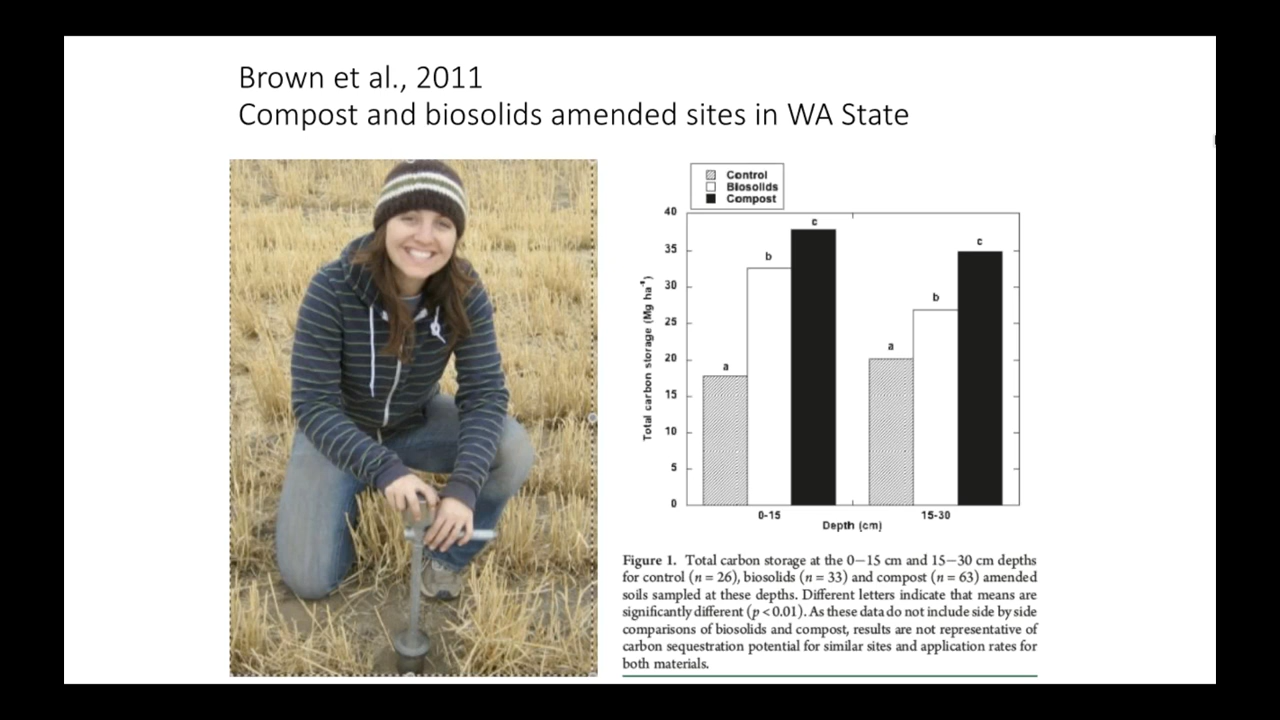 Brown et al., 2011
Compost and biosolids amended sites in WA State
Control
Biosolids
Compost
40
35
30
25
20
15
10
5
0
Total carbon storage (Mg ha⁻¹)
a
b
c
a
b
c
0-15
15-30
Depth (cm)
Figure 1. Total carbon storage at the 0−15 cm and 15−30 cm depths
for control (n = 26), biosolids (n = 33) and compost (n = 63) amended
soils sampled at these depths. Different letters indicate that means are
significantly different (p < 0.01). As these data do not include side by side
comparisons of biosolids and compost, results are not representative of
carbon sequestration potential for similar sites and application rates for
both materials.